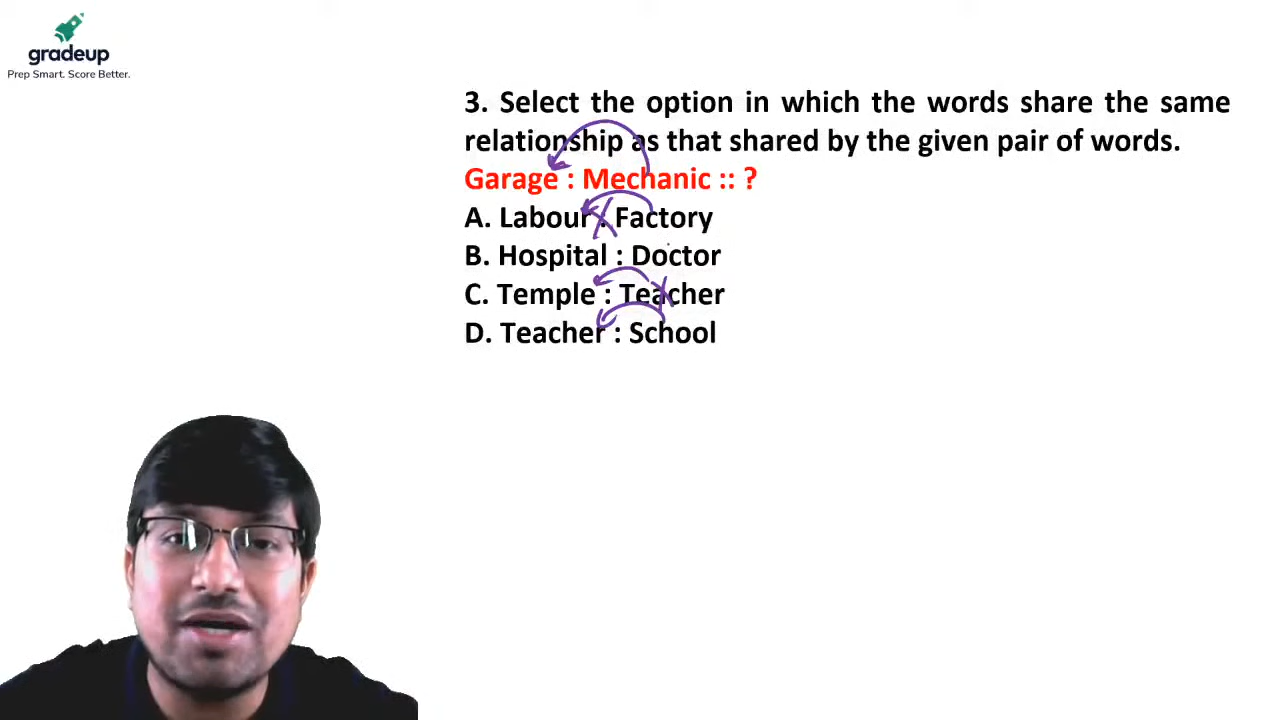 gradeup
Prep Smart. Score Better.
3. Select the option in which the words share the same
relationship as that shared by the given pair of words.
Garage : Mechanic :: ?
A. Labour : Factory
B. Hospital : Doctor
C. Temple : Teacher
D. Teacher : School